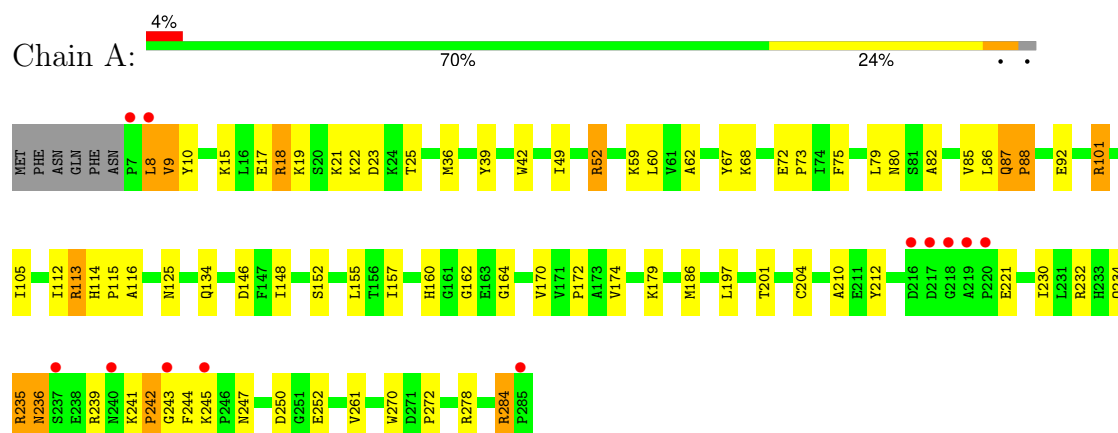 4%
Chain A:
70% 24% • •
MET PHE ASN GLN PHE ASN P7 L8 V9 Y10 K15 L16 E17 R18 K19 S20 K21 K22 D23 K24 T25 M36 Y39 W42 I49 R52 K59 L60 V61 A62 Y67 K68 E72 P73 I74 F75 L79 N80 S81 A82 V85 L86 Q87 P88 E92 R101
I105 I112 R113 H114 P115 A116 N125 Q134 D146 F147 I148 S152 L155 T156 I157 H160 G161 G162 E163 G164 V170 V171 P172 A173 V174 K179 M186 L197 T201 C204 A210 E211 Y212 D216 D217 G218 A219 P220 E221 I230 L231 R232 H233
R235 N236 S237 E238 R239 N240 K241 P242 G243 F244 K245 P246 N247 D250 G251 E252 V261 W270 D271 P272 R278 R284 P285